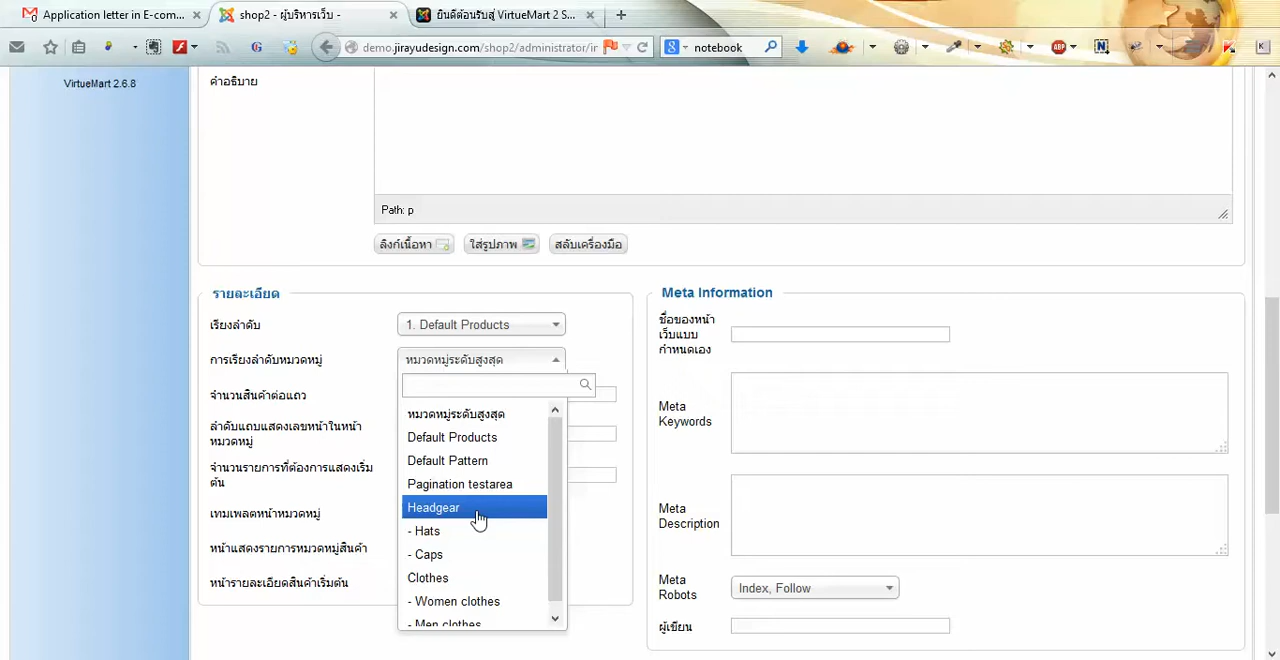 Application letter in E-com...
shop2 - ผู้บริหารเว็บ -
ยินดีต้อนรับสู่ VirtueMart 2 S...
demo.jirayudesign.com/shop2/administrator/in
notebook
VirtueMart 2.6.8
คำอธิบาย
Path: p
ลิงก์เนื้อหา
ใส่รูปภาพ
สลับเครื่องมือ
รายละเอียด
เรียงลำดับ
1. Default Products
การเรียงลำดับหมวดหมู่
หมวดหมู่ระดับสูงสุด
จำนวนสินค้าต่อแถว
ลำดับแถบแสดงเลขหน้าในหน้า
หมวดหมู่
จำนวนรายการที่ต้องการแสดงเริ่ม
ต้น
เทมเพลตหน้าหมวดหมู่
หน้าแสดงรายการหมวดหมู่สินค้า
หน้ารายละเอียดสินค้าเริ่มต้น
หมวดหมู่ระดับสูงสุด
Default Products
Default Pattern
Pagination testarea
Headgear
- Hats
- Caps
Clothes
- Women clothes
- Men clothes
Meta Information
ชื่อของหน้า
เว็บแบบ
กำหนดเอง
Meta
Keywords
Meta
Description
Meta
Robots
Index, Follow
ผู้เขียน